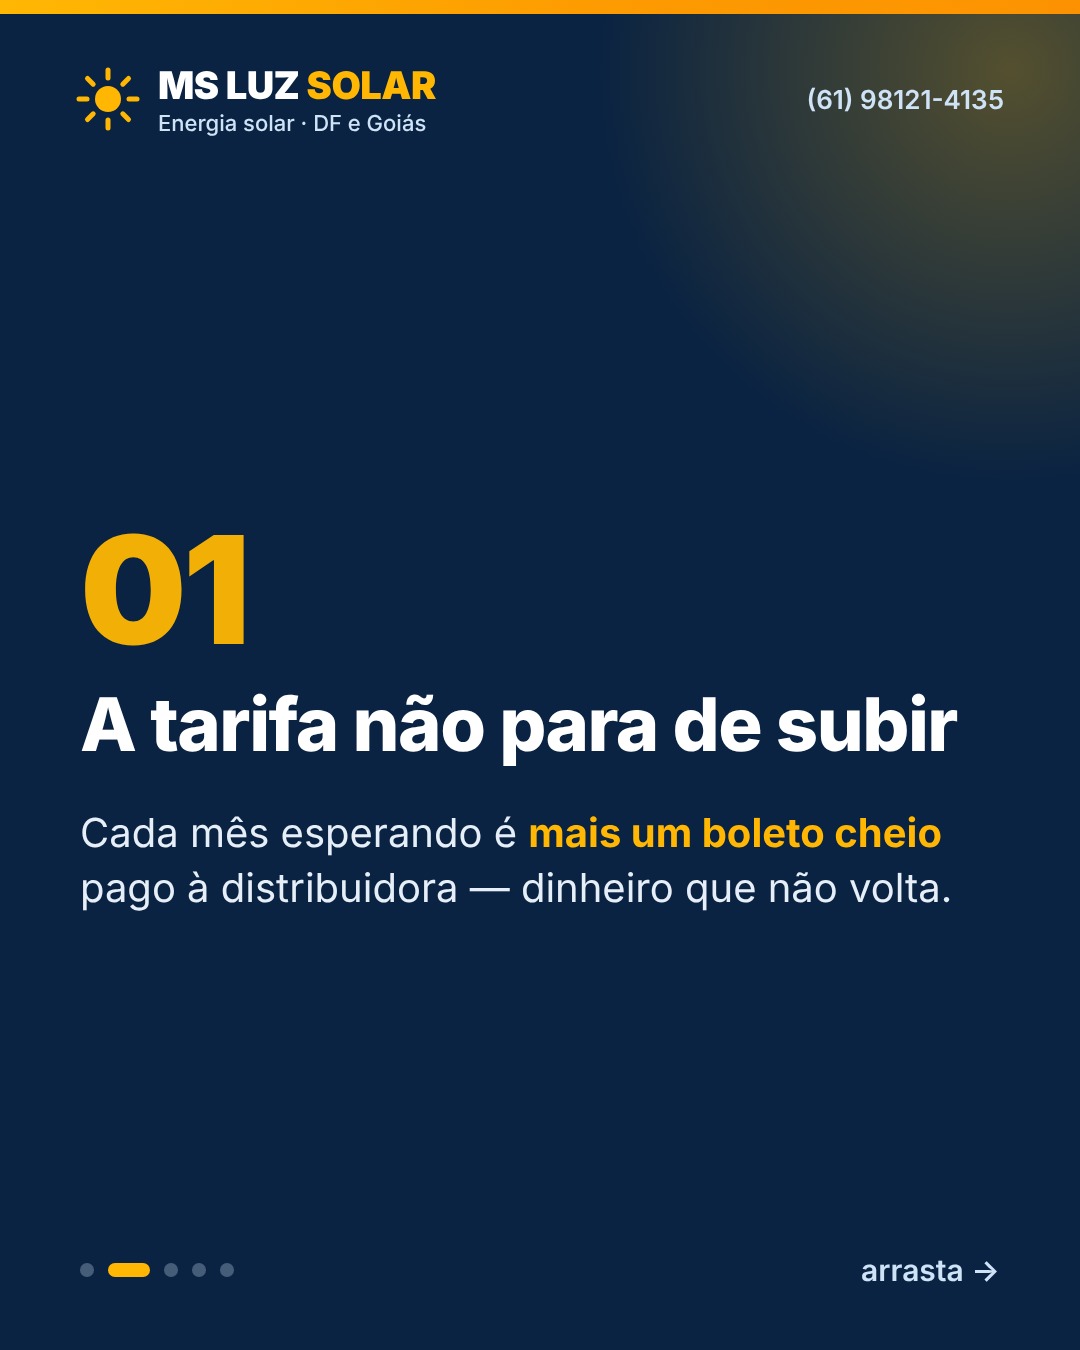 MS LUZ SOLAR
Energia solar · DF e Goiás
(61) 98121-4135
01
A tarifa não para de subir
Cada mês esperando é mais um boleto cheio
pago à distribuidora — dinheiro que não volta.
arrasta →